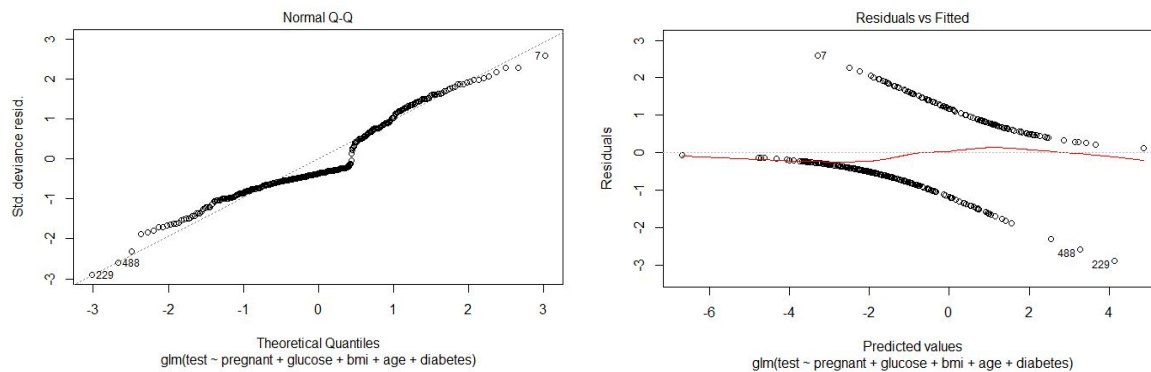 Normal Q-Q
Std. deviance resid.
3
2
1
0
-1
-2
-3
7
488
229
-3 -2 -1 0 1 2 3
Theoretical Quantiles
glm(test ~ pregnant + glucose + bmi + age + diabetes)
Residuals vs Fitted
Residuals
3
2
1
0
-1
-2
-3
7
488
229
-6 -4 -2 0 2 4
Predicted values
glm(test ~ pregnant + glucose + bmi + age + diabetes)